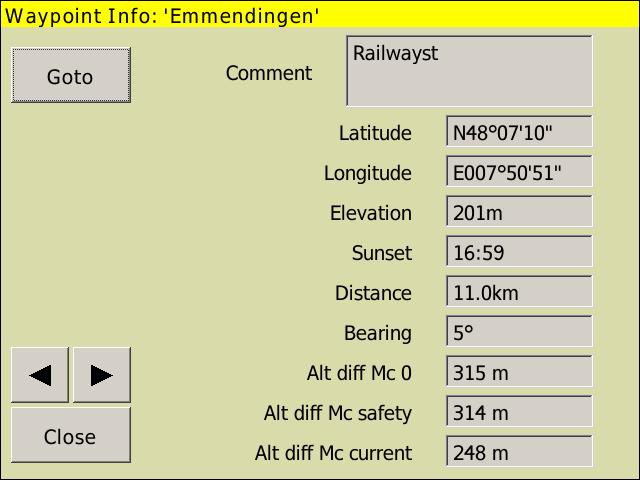 Waypoint Info: 'Emmendingen'
Goto
Comment
Railwayst
Latitude
N48°07'10"
Longitude
E007°50'51"
Elevation
201m
Sunset
16:59
Distance
11.0km
Bearing
5°
Alt diff Mc 0
315 m
Alt diff Mc safety
314 m
Alt diff Mc current
248 m
Close